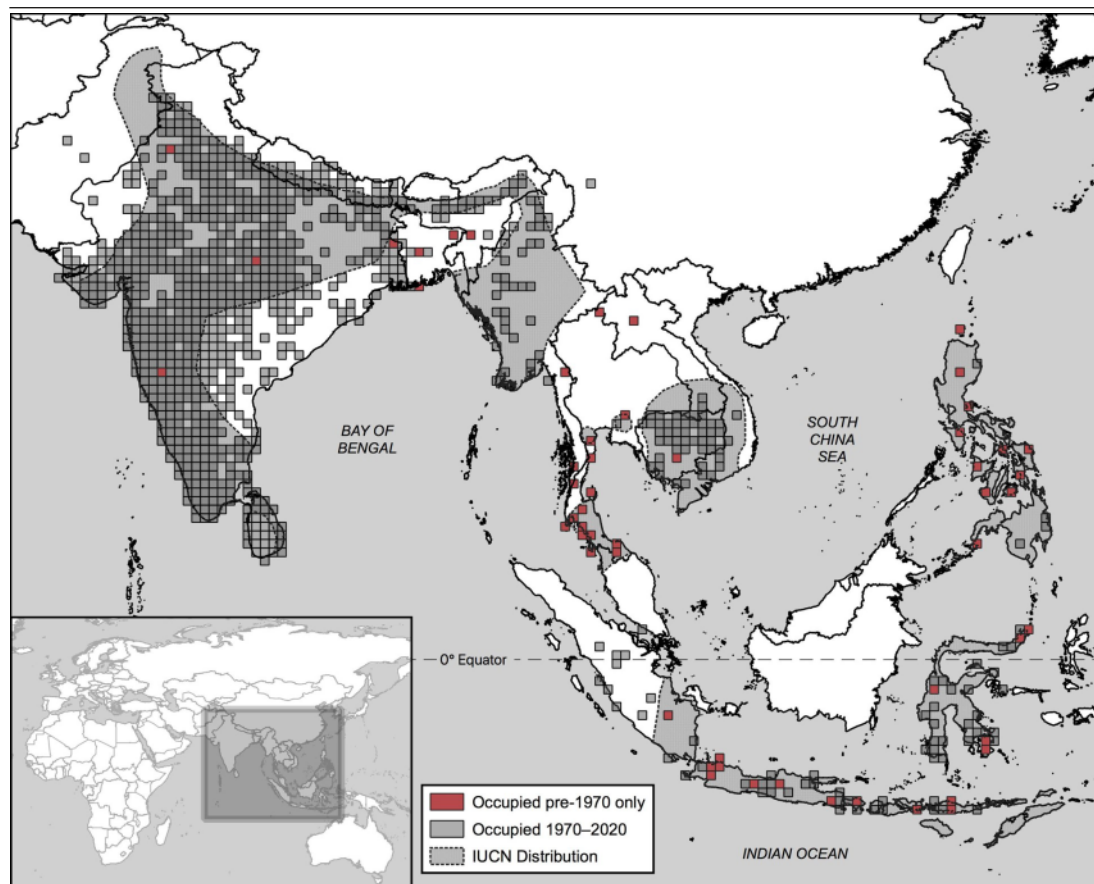 BAY OF
BENGAL
SOUTH
CHINA
SEA
0° Equator
Occupied pre-1970 only
Occupied 1970–2020
IUCN Distribution
INDIAN OCEAN